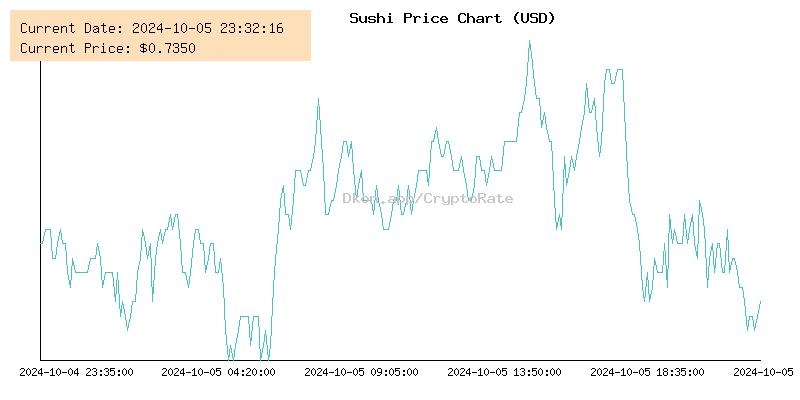 Sushi Price Chart (USD)
Current Date: 2024-10-05 23:32:16
Current Price: $0.7350
Dkon.app/CryptoRate
2024-10-04 23:35:00 2024-10-05 04:20:00 2024-10-05 09:05:00 2024-10-05 13:50:00 2024-10-05 18:35:00 2024-10-05